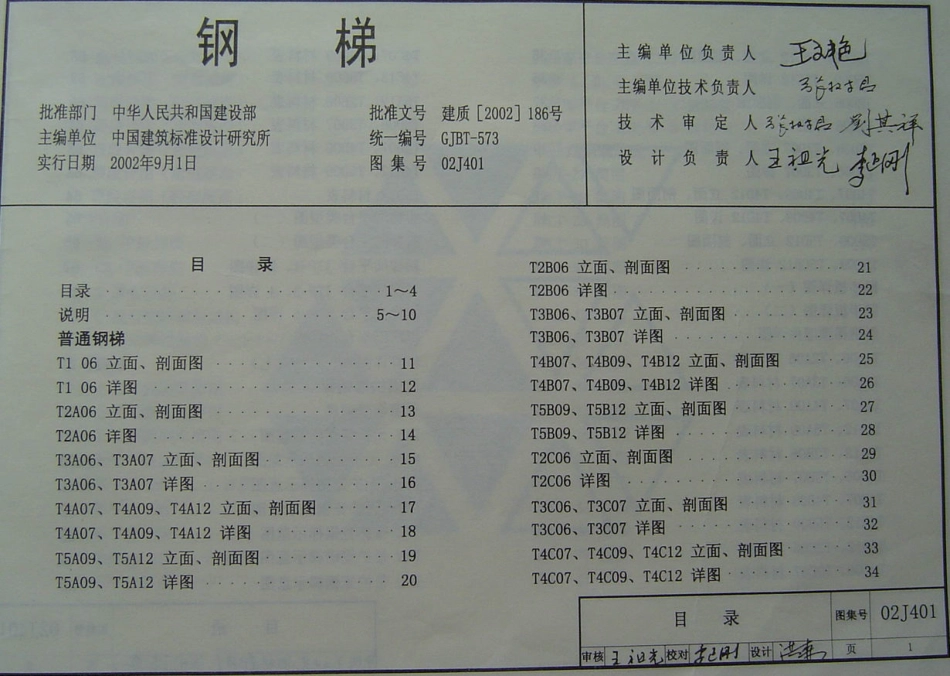 钢 梯
批准部门 中华人民共和国建设部 批准文号 建质［2002］186号
主编单位 中国建筑标准设计研究所 统一编号 GJBT-573
实行日期 2002年9月1日 图集号 02J401
主编单位负责人
主编单位技术负责人
技术审定人
设计负责人 王祖光
目 录
目录 1～4
说明 5～10
普通钢梯
T1 06 立面、剖面图 11
T1 06 详图 12
T2A06 立面、剖面图 13
T2A06 详图 14
T3A06、T3A07 立面、剖面图 15
T3A06、T3A07 详图 16
T4A07、T4A09、T4A12 立面、剖面图 17
T4A07、T4A09、T4A12 详图 18
T5A09、T5A12 立面、剖面图 19
T5A09、T5A12 详图 20
T2B06 立面、剖面图 21
T2B06 详图 22
T3B06、T3B07 立面、剖面图 23
T3B06、T3B07 详图 24
T4B07、T4B09、T4B12 立面、剖面图 25
T4B07、T4B09、T4B12 详图 26
T5B09、T5B12 立面、剖面图 27
T5B09、T5B12 详图 28
T2C06 立面、剖面图 29
T2C06 详图 30
T3C06、T3C07 立面、剖面图 31
T3C06、T3C07 详图 32
T4C07、T4C09、T4C12 立面、剖面图 33
T4C07、T4C09、T4C12 详图 34
目 录 图集号 02J401
审核 王祖光 校对 设计 页 1